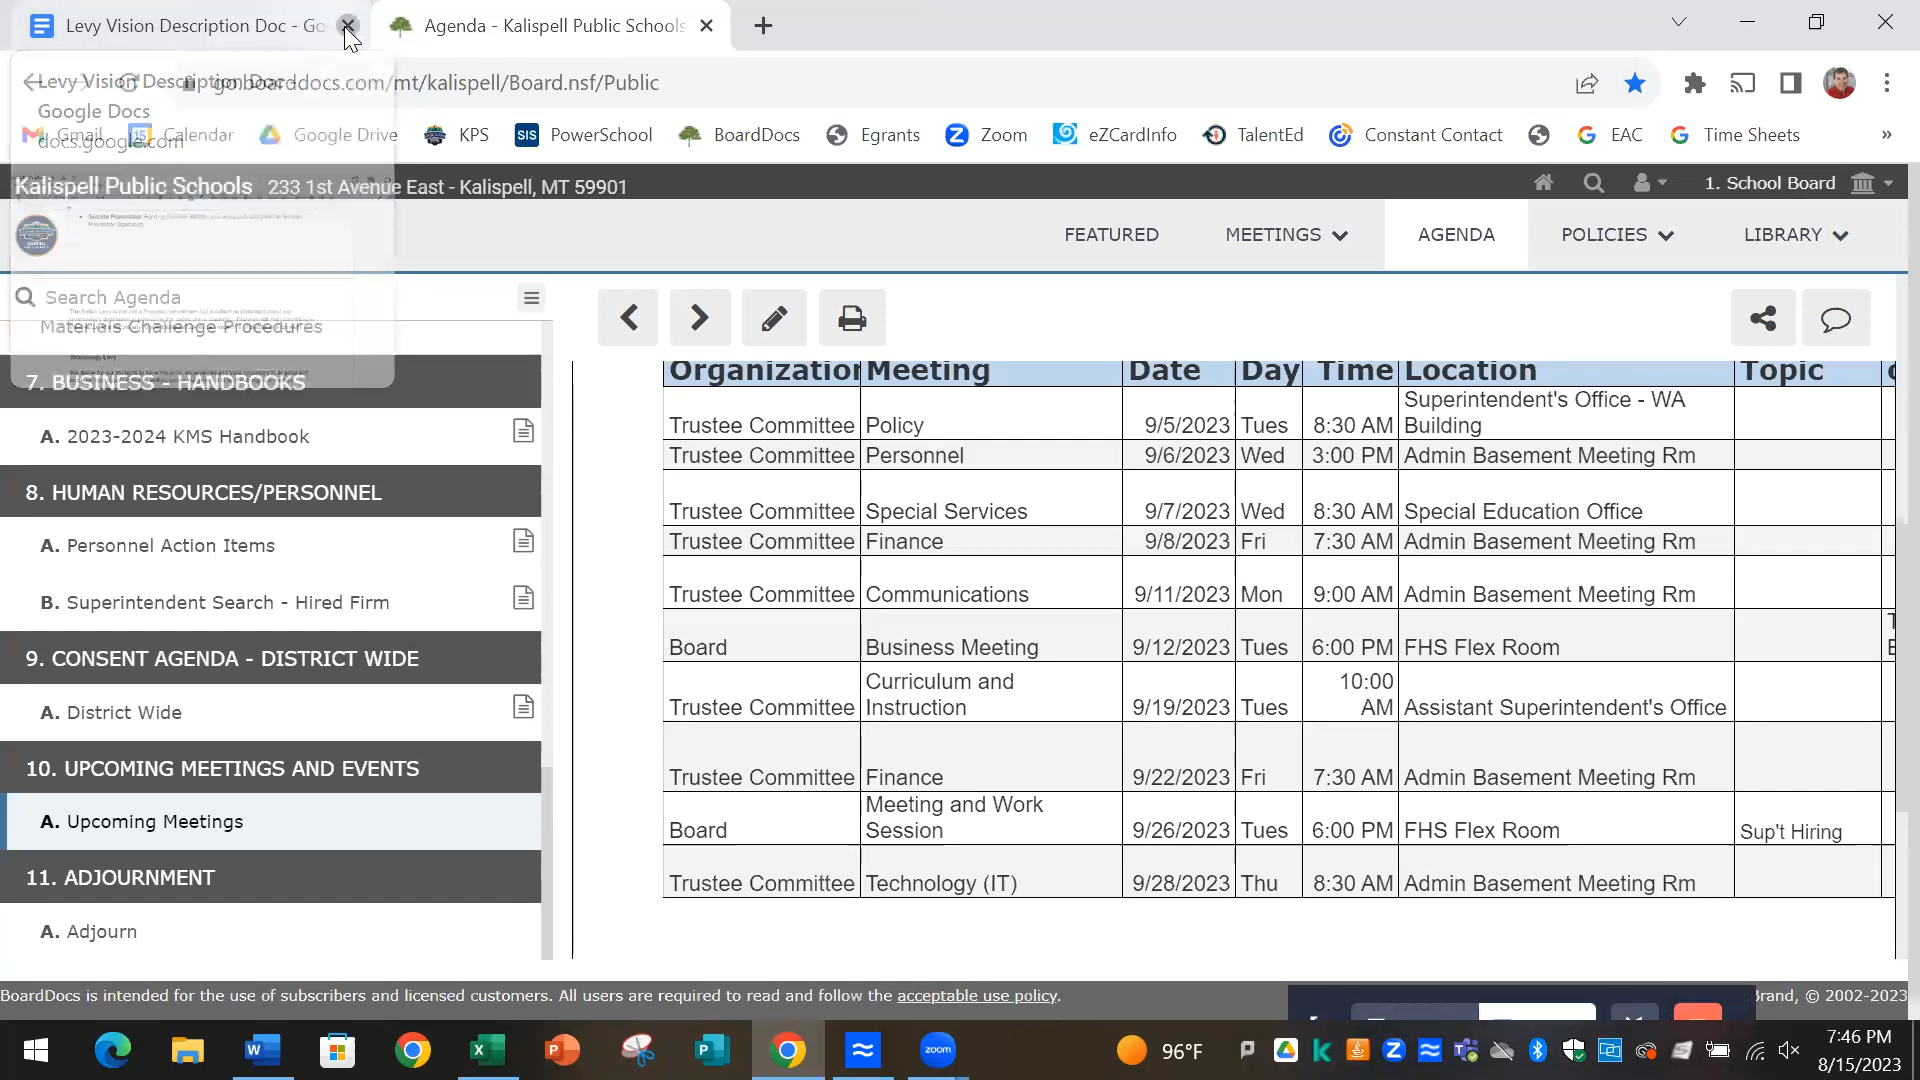 Levy Vision Description Doc - Go
Agenda - Kalispell Public Schools
Levy Vision Description Doc -
Google Docs
docs.google.com
go.boarddocs.com/mt/kalispell/Board.nsf/Public
Gmail
15
Calendar
Google Drive
KPS
SIS
PowerSchool
BoardDocs
Egrants
Z
Zoom
eZCardInfo
TalentEd
Constant Contact
EAC
Time Sheets
»
Kalispell Public Schools 233 1st Avenue East - Kalispell, MT 59901
1. School Board
FEATURED
MEETINGS
AGENDA
POLICIES
LIBRARY
Search Agenda
Materials Challenge Procedures
7. BUSINESS - HANDBOOKS
A. 2023-2024 KMS Handbook
8. HUMAN RESOURCES/PERSONNEL
A. Personnel Action Items
B. Superintendent Search - Hired Firm
9. CONSENT AGENDA - DISTRICT WIDE
A. District Wide
10. UPCOMING MEETINGS AND EVENTS
A. Upcoming Meetings
11. ADJOURNMENT
A. Adjourn
Organization Meeting Date Day Time Location Topic
Superintendent's Office - WA
Trustee Committee Policy 9/5/2023 Tues 8:30 AM Building
Trustee Committee Personnel 9/6/2023 Wed 3:00 PM Admin Basement Meeting Rm
Trustee Committee Special Services 9/7/2023 Wed 8:30 AM Special Education Office
Trustee Committee Finance 9/8/2023 Fri 7:30 AM Admin Basement Meeting Rm
Trustee Committee Communications 9/11/2023 Mon 9:00 AM Admin Basement Meeting Rm
Board Business Meeting 9/12/2023 Tues 6:00 PM FHS Flex Room
Curriculum and 10:00
Trustee Committee Instruction 9/19/2023 Tues AM Assistant Superintendent's Office
Trustee Committee Finance 9/22/2023 Fri 7:30 AM Admin Basement Meeting Rm
Meeting and Work
Board Session 9/26/2023 Tues 6:00 PM FHS Flex Room Sup't Hiring
Trustee Committee Technology (IT) 9/28/2023 Thu 8:30 AM Admin Basement Meeting Rm
BoardDocs is intended for the use of subscribers and licensed customers. All users are required to read and follow the acceptable use policy.
Brand, © 2002-2023
zoom
96°F
7:46 PM
8/15/2023